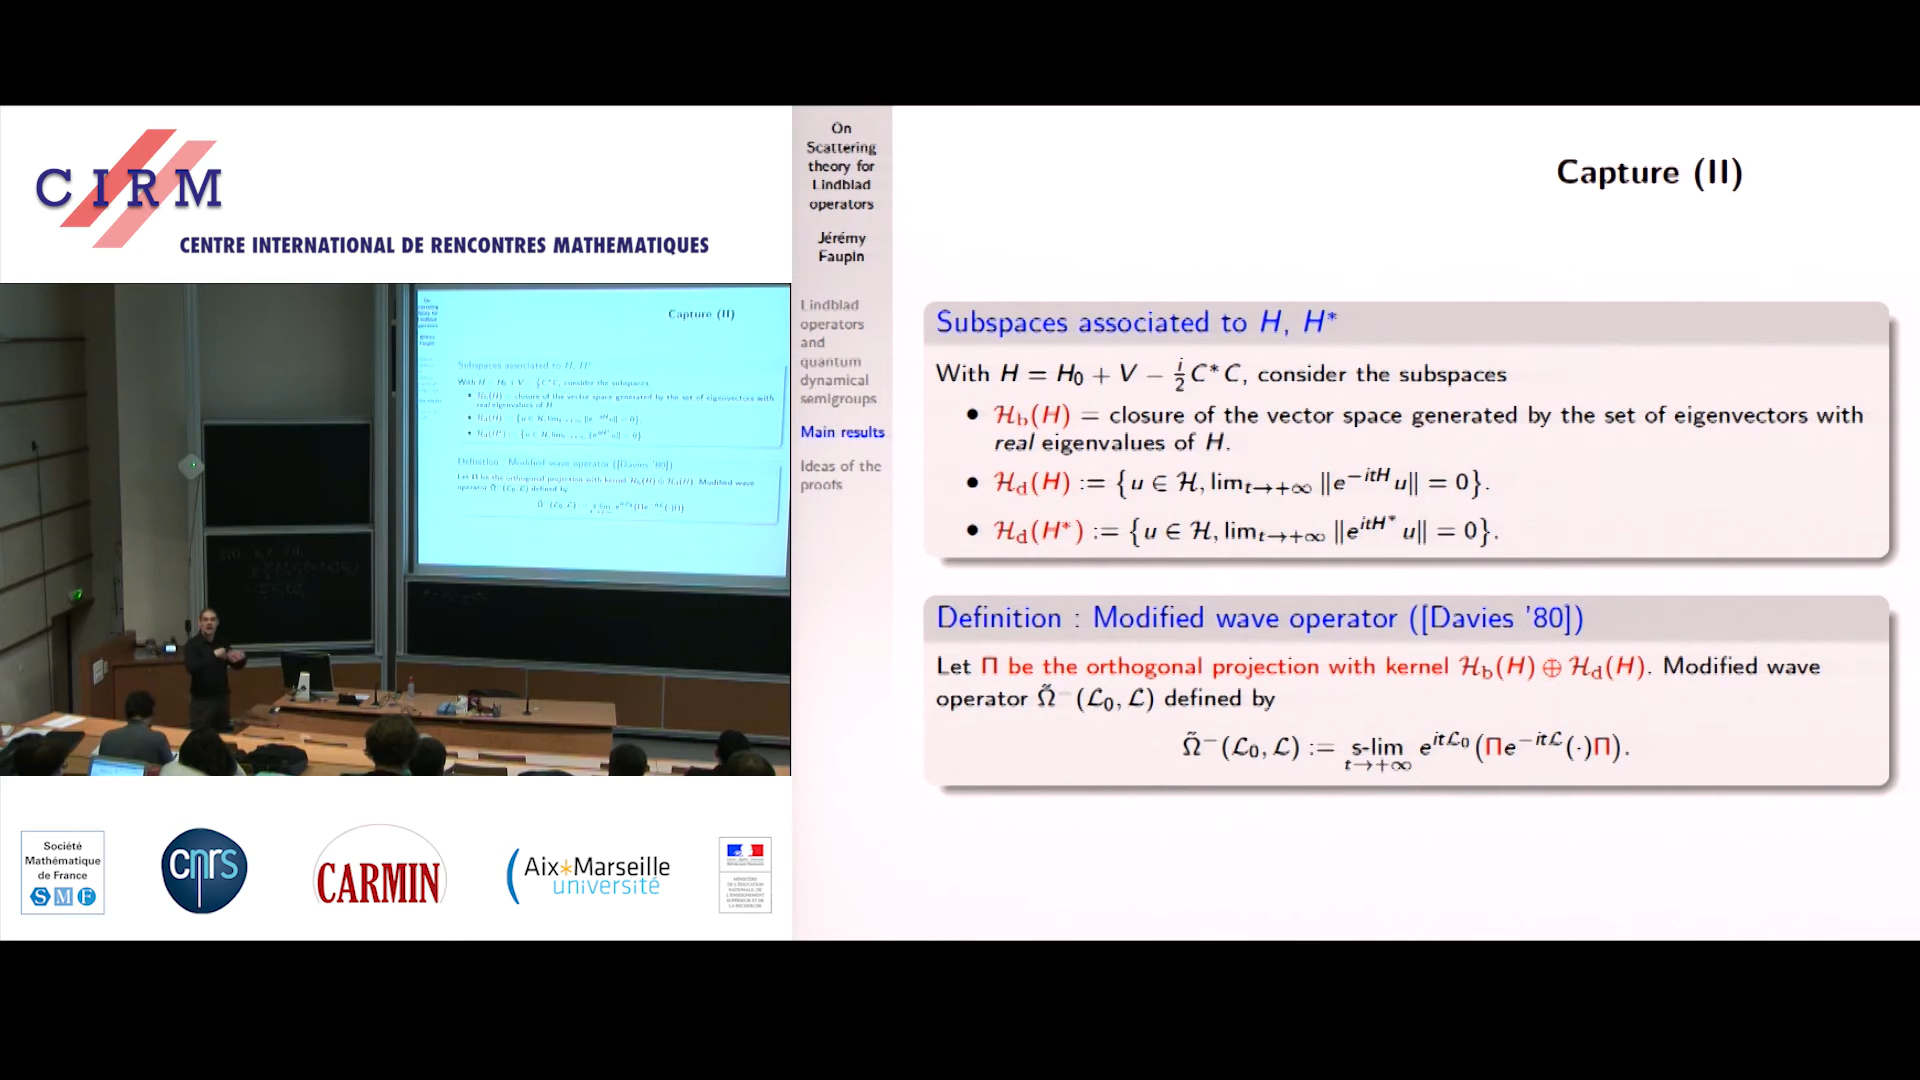 CIRM
CENTRE INTERNATIONAL DE RENCONTRES MATHEMATIQUES
Capture (II)
Société
Mathématique
de France
SMF
cnrs
CARMIN
Aix*Marseille
université
On
Scattering
theory for
Lindblad
operators
Jérémy
Faupin
Lindblad
operators
and
quantum
dynamical
semigroups
Main results
Ideas of the
proofs
Capture (II)
Subspaces associated to H, H*
With H = H₀ + V − i/2 C*C, consider the subspaces
• ℋ_b(H) = closure of the vector space generated by the set of eigenvectors with
real eigenvalues of H.
• ℋ_d(H) := {u ∈ ℋ, lim_{t→+∞} ‖e^{−itH} u‖ = 0}.
• ℋ_d(H*) := {u ∈ ℋ, lim_{t→+∞} ‖e^{itH*} u‖ = 0}.
Definition : Modified wave operator ([Davies '80])
Let Π be the orthogonal projection with kernel ℋ_b(H) ⊕ ℋ_d(H). Modified wave
operator Ω̃⁻(ℒ₀, ℒ) defined by
Ω̃⁻(ℒ₀, ℒ) := s-lim_{t→+∞} e^{itℒ₀}(Πe^{−itℒ}(·)Π).